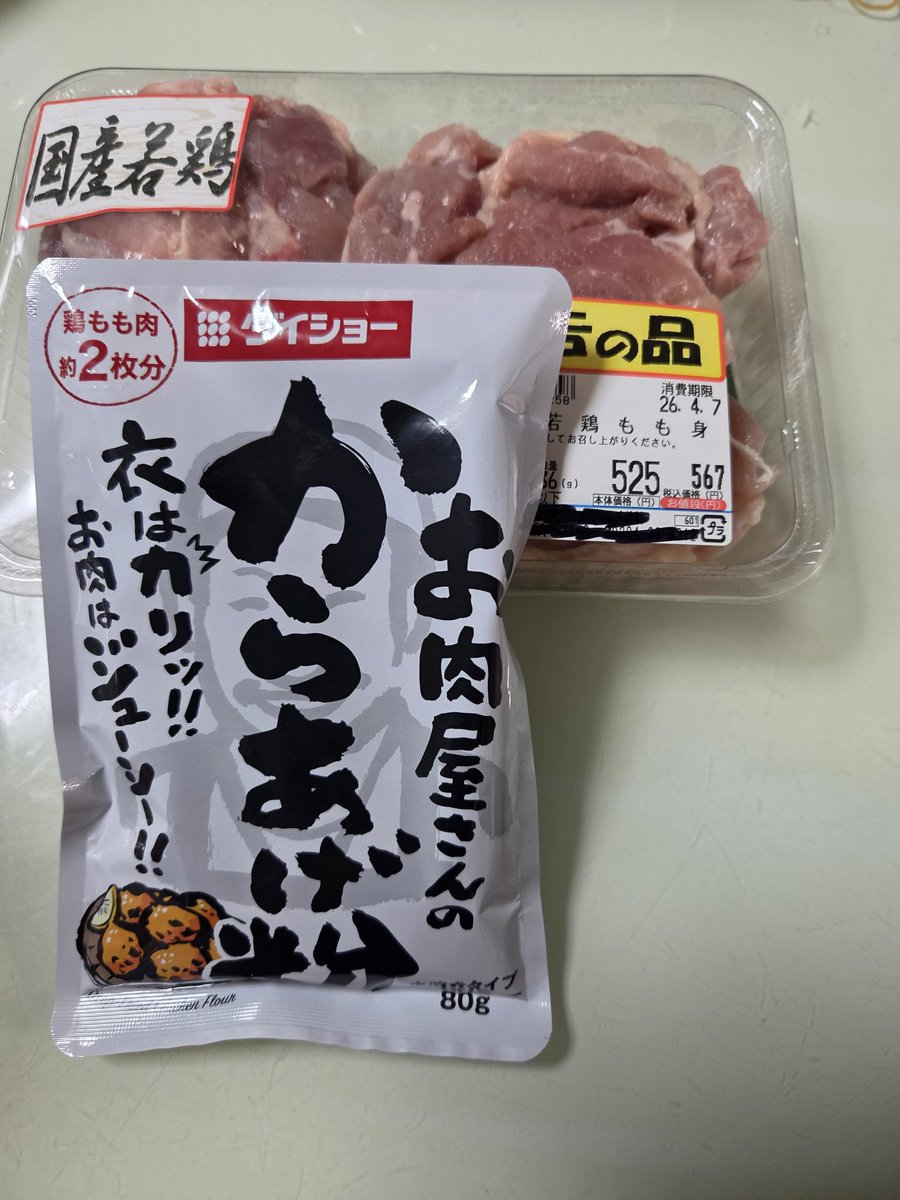 国産若鶏
鶏もも肉
約2枚分
ダイショー
お肉屋さんの
からあげ粉
衣はガリッ!!
お肉はジューシー!!
80g
の品
消費期限
26.4.7
若鶏もも身
してお召し上がりください。
(g)
525
567
本体価格(円)
税込価格(円)
お値段(円)
601
プラ